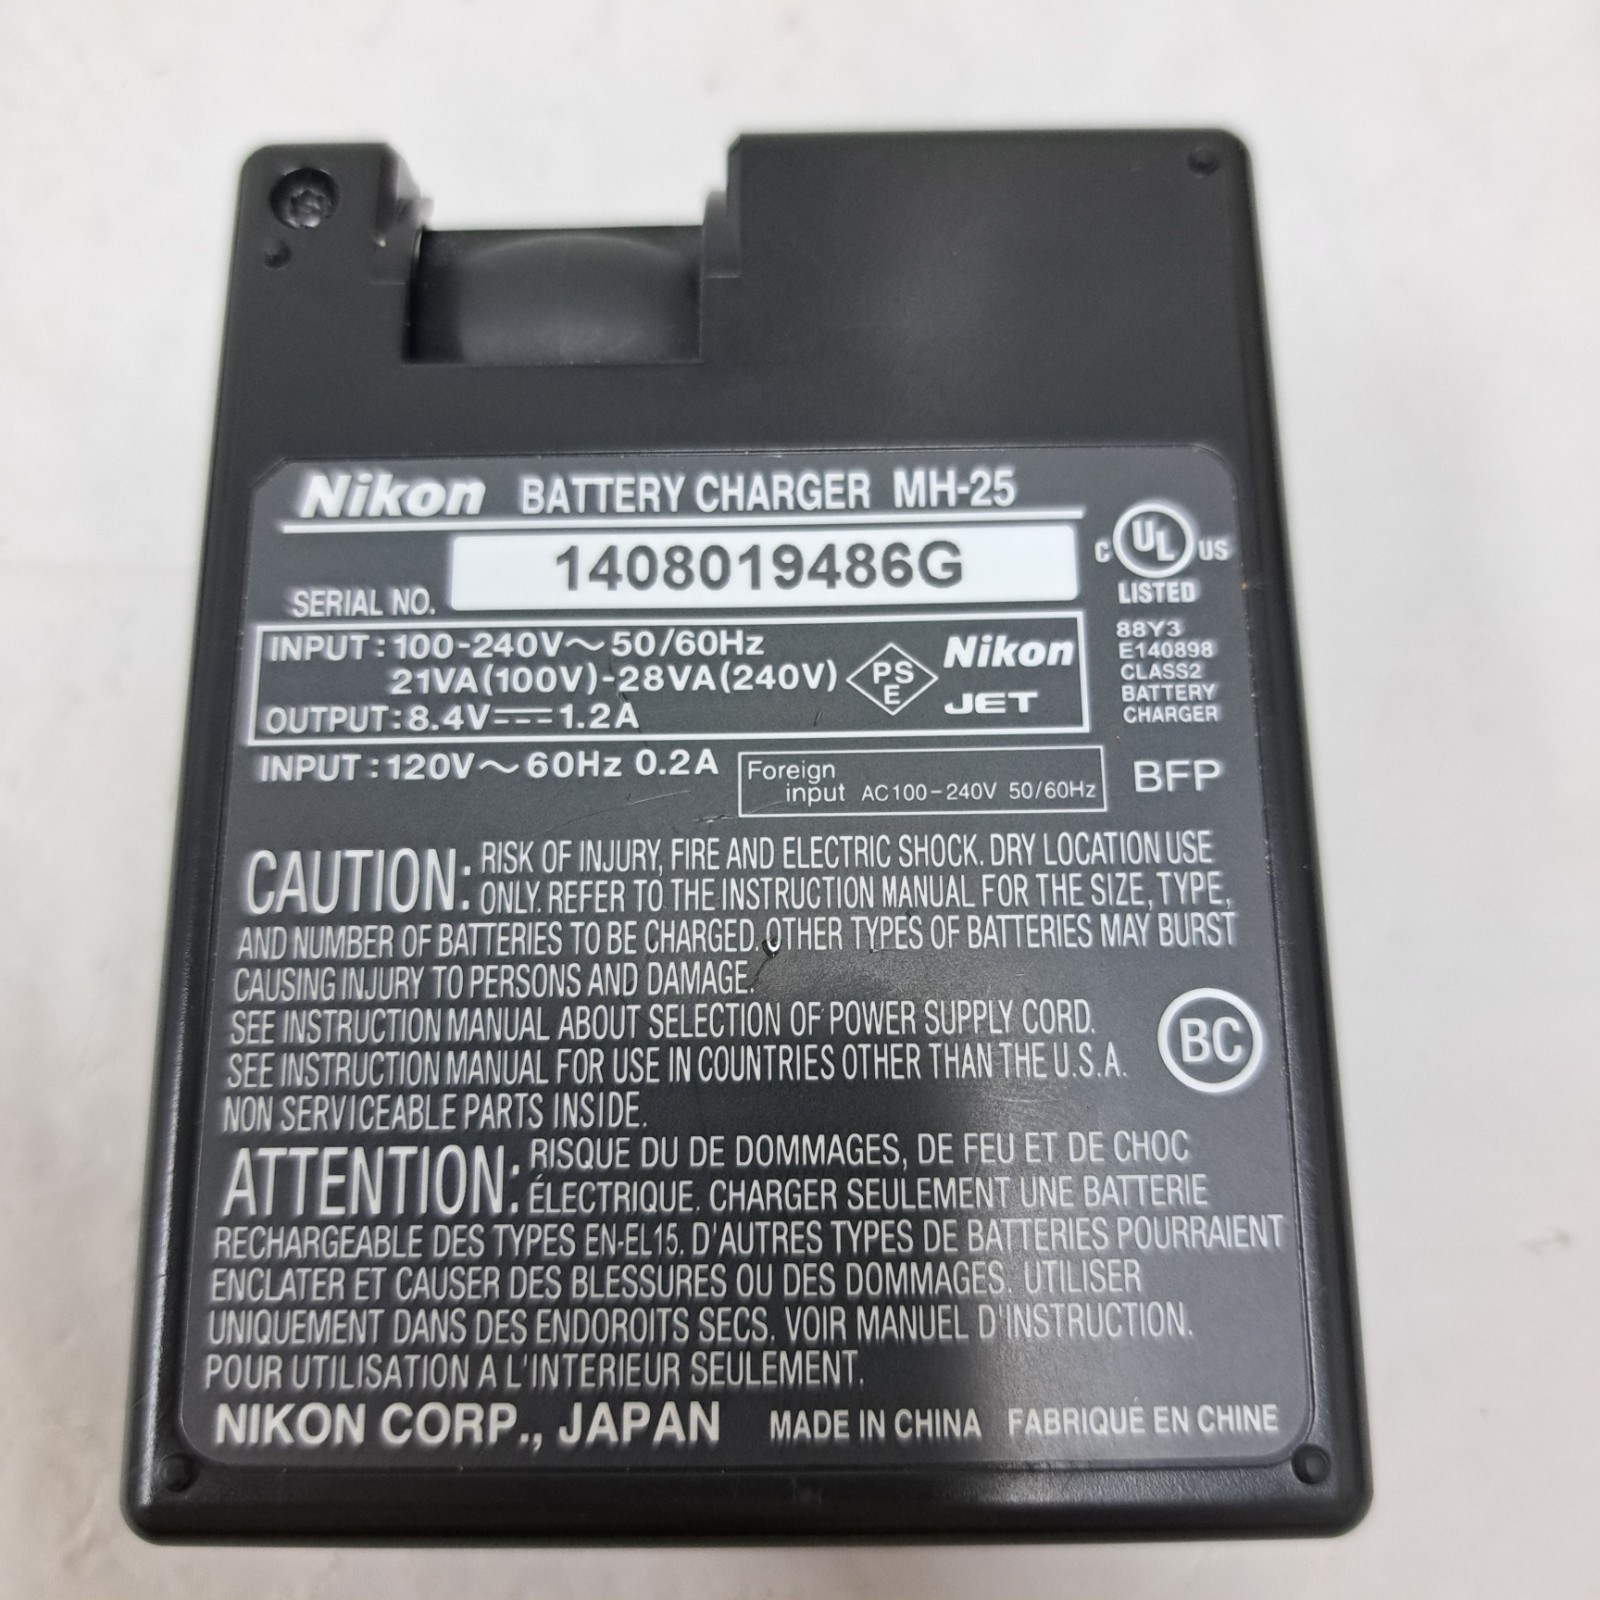 Nikon BATTERY CHARGER MH-25
SERIAL NO. 1408019486G
C UL US
LISTED
88Y3
E140898
CLASS2
BATTERY
CHARGER
INPUT : 100-240V～50/60Hz
21VA(100V)-28VA(240V)
OUTPUT : 8.4V⎓1.2A
PS
E
Nikon
JET
INPUT : 120V～60Hz 0.2A
Foreign
input AC100-240V 50/60Hz
BFP
CAUTION: RISK OF INJURY, FIRE AND ELECTRIC SHOCK. DRY LOCATION USE
ONLY. REFER TO THE INSTRUCTION MANUAL FOR THE SIZE, TYPE,
AND NUMBER OF BATTERIES TO BE CHARGED. OTHER TYPES OF BATTERIES MAY BURST
CAUSING INJURY TO PERSONS AND DAMAGE.
SEE INSTRUCTION MANUAL ABOUT SELECTION OF POWER SUPPLY CORD.
SEE INSTRUCTION MANUAL FOR USE IN COUNTRIES OTHER THAN THE U.S.A.
NON SERVICEABLE PARTS INSIDE.
BC
ATTENTION: RISQUE DU DE DOMMAGES, DE FEU ET DE CHOC
ÉLECTRIQUE. CHARGER SEULEMENT UNE BATTERIE
RECHARGEABLE DES TYPES EN-EL15. D'AUTRES TYPES DE BATTERIES POURRAIENT
ENCLATER ET CAUSER DES BLESSURES OU DES DOMMAGES. UTILISER
UNIQUEMENT DANS DES ENDOROITS SECS. VOIR MANUEL D'INSTRUCTION.
POUR UTILISATION A L'INTERIEUR SEULEMENT.
NIKON CORP., JAPAN MADE IN CHINA FABRIQUÉ EN CHINE